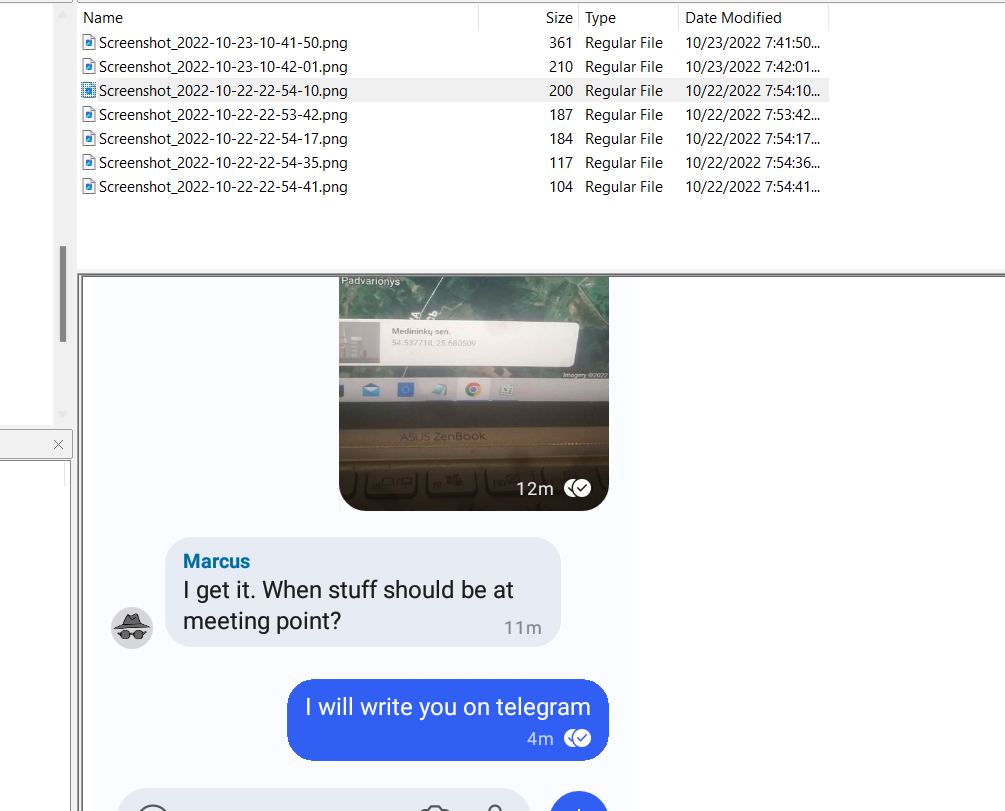 Name Size Type Date Modified
Screenshot_2022-10-23-10-41-50.png 361 Regular File 10/23/2022 7:41:50...
Screenshot_2022-10-23-10-42-01.png 210 Regular File 10/23/2022 7:42:01...
Screenshot_2022-10-22-22-54-10.png 200 Regular File 10/22/2022 7:54:10...
Screenshot_2022-10-22-22-53-42.png 187 Regular File 10/22/2022 7:53:42...
Screenshot_2022-10-22-22-54-17.png 184 Regular File 10/22/2022 7:54:17...
Screenshot_2022-10-22-22-54-35.png 117 Regular File 10/22/2022 7:54:36...
Screenshot_2022-10-22-22-54-41.png 104 Regular File 10/22/2022 7:54:41...
Padvarionys
Medininkų sen.
54.537718, 25.680509
Imagery ©2022
ASUS ZenBook
12m
Marcus
I get it. When stuff should be at
meeting point?
11m
I will write you on telegram
4m